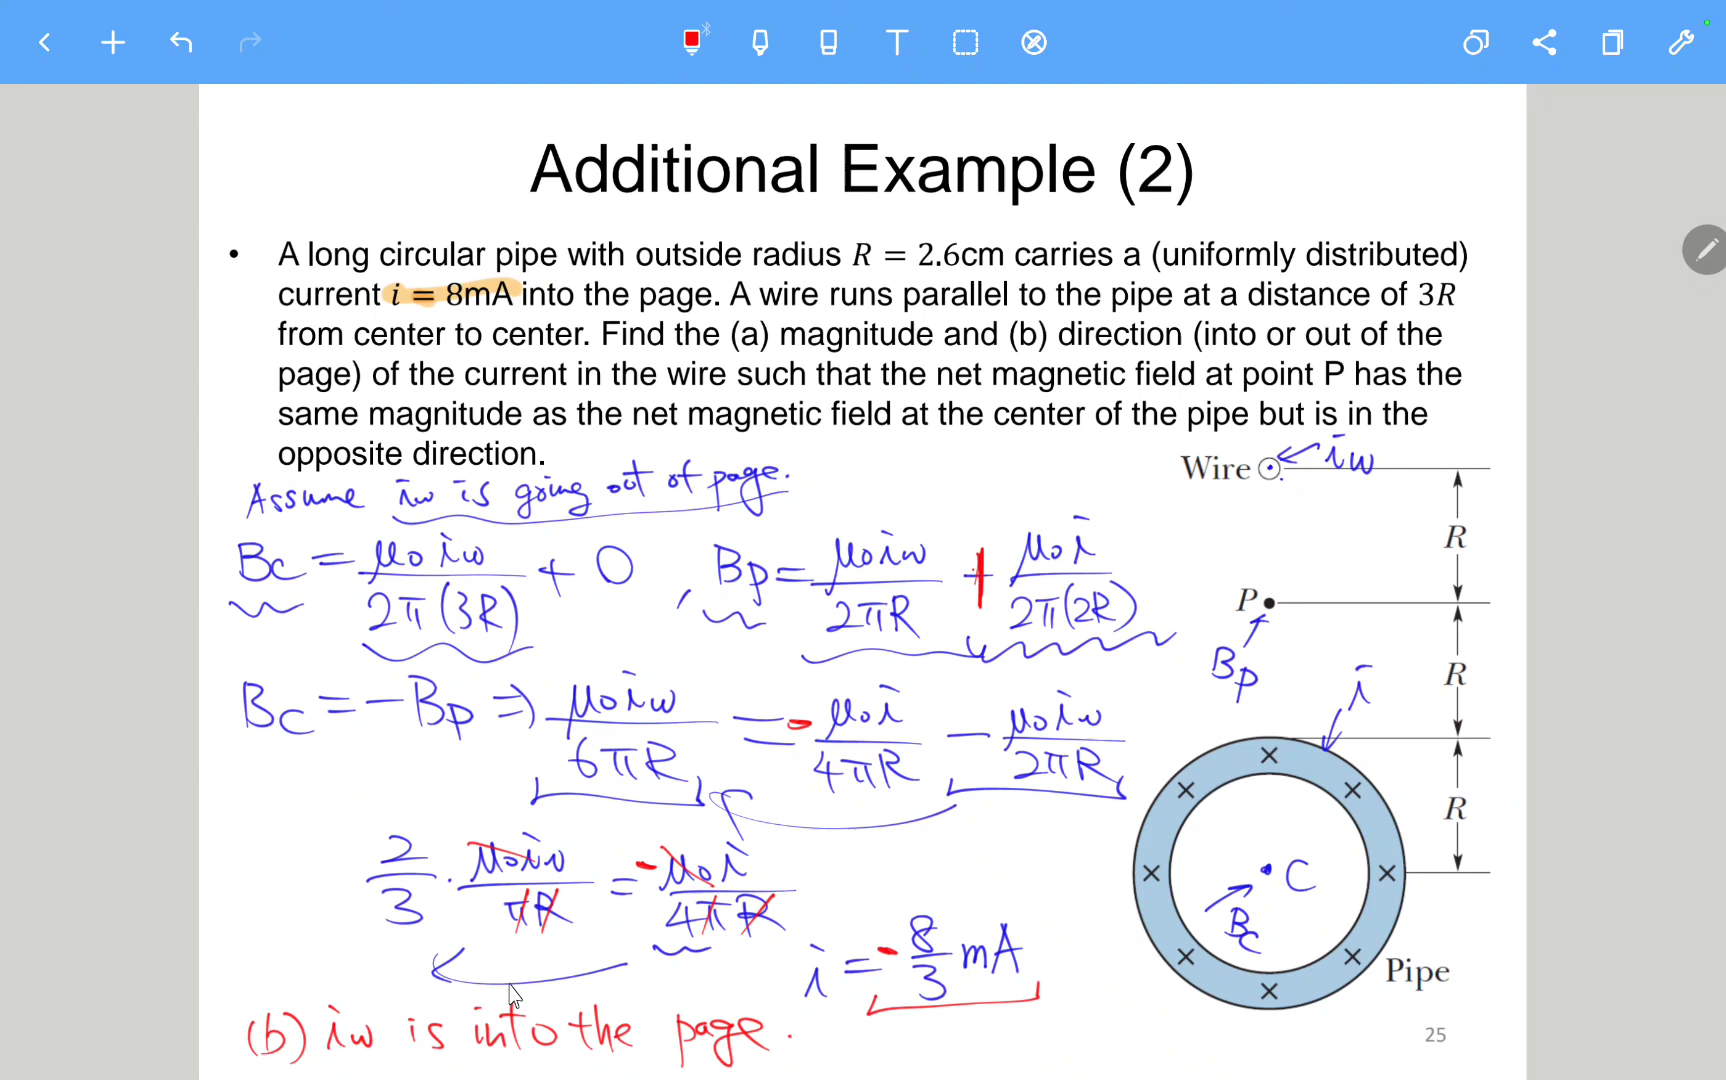 Additional Example (2)
• A long circular pipe with outside radius R = 2.6cm carries a (uniformly distributed)
current i = 8mA into the page. A wire runs parallel to the pipe at a distance of 3R
from center to center. Find the (a) magnitude and (b) direction (into or out of the
page) of the current in the wire such that the net magnetic field at point P has the
same magnitude as the net magnetic field at the center of the pipe but is in the
opposite direction.
Assume iw is going out of page.
Bc = μ0 iw / 2π(3R) + 0 , Bp = μ0 iw / 2πR + μ0 i / 2π(2R)
Bc = -Bp ⇒ μ0 iw / 6πR = - μ0 i / 4πR - μ0 iw / 2πR
2/3 · μ0 iw / πR = - μ0 i / 4πR
i = - 8/3 mA
(b) iw is into the page.
Wire iw
R
P
Bp
R
i
R
C
Bc
Pipe
25